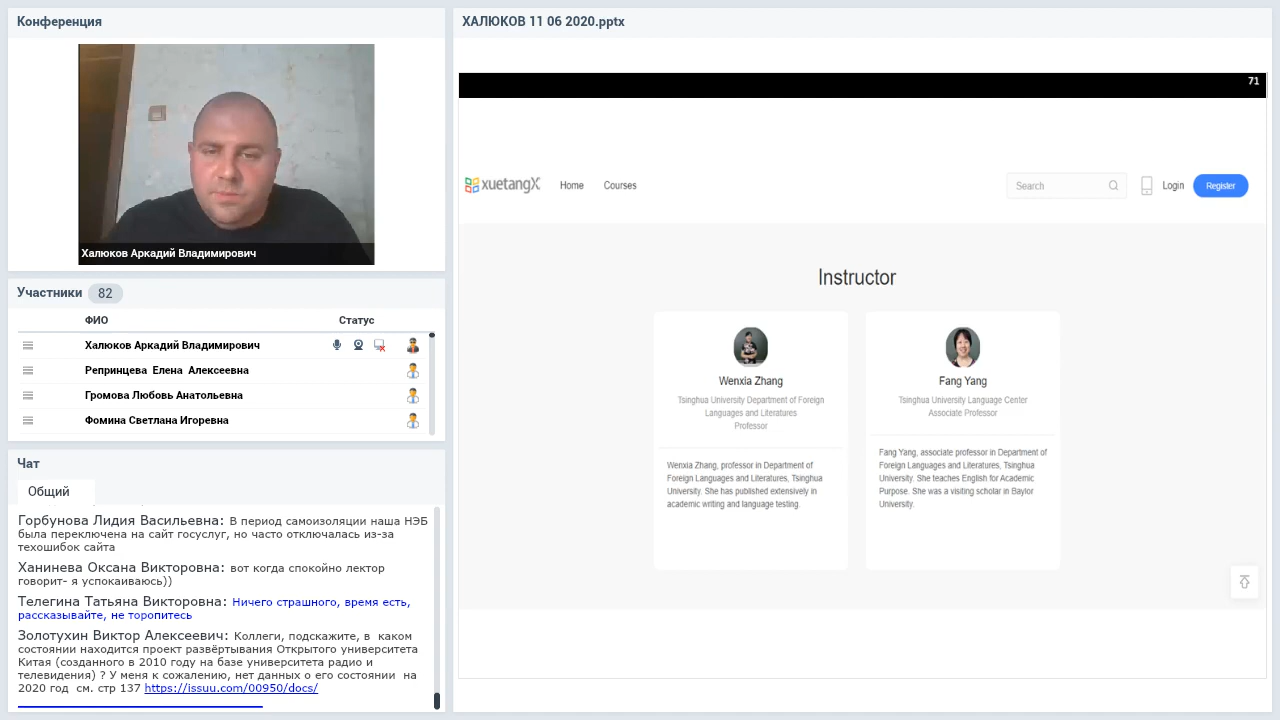 Конференция
Халюков Аркадий Владимирович
Участники 82
ФИО Статус
Халюков Аркадий Владимирович
Репринцева Елена Алексеевна
Громова Любовь Анатольевна
Фомина Светлана Игоревна
Чат
Общий
Горбунова Лидия Васильевна: В период самоизоляции наша НЭБ
была переключена на сайт госуслуг, но часто отключалась из-за
техошибок сайта
Ханинева Оксана Викторовна: вот когда спокойно лектор
говорит- я успокаиваюсь))
Телегина Татьяна Викторовна: Ничего страшного, время есть,
рассказывайте, не торопитесь
Золотухин Виктор Алексеевич: Коллеги, подскажите, в каком
состоянии находится проект развёртывания Открытого университета
Китая (созданного в 2010 году на базе университета радио и
телевидения) ? У меня к сожалению, нет данных о его состоянии на
2020 год см. стр 137 https://issuu.com/00950/docs/
ХАЛЮКОВ 11 06 2020.pptx
71
xuetangX Home Courses Search Login Register
Instructor
Wenxia Zhang
Tsinghua University Department of Foreign
Languages and Literatures
Professor
Wenxia Zhang, professor in Department of
Foreign Languages and Literatures, Tsinghua
University. She has published extensively in
academic writing and language testing.
Fang Yang
Tsinghua University Language Center
Associate Professor
Fang Yang, associate professor in Department of
Foreign Languages and Literatures, Tsinghua
University. She teaches English for Academic
Purpose. She was a visiting scholar in Baylor
University.